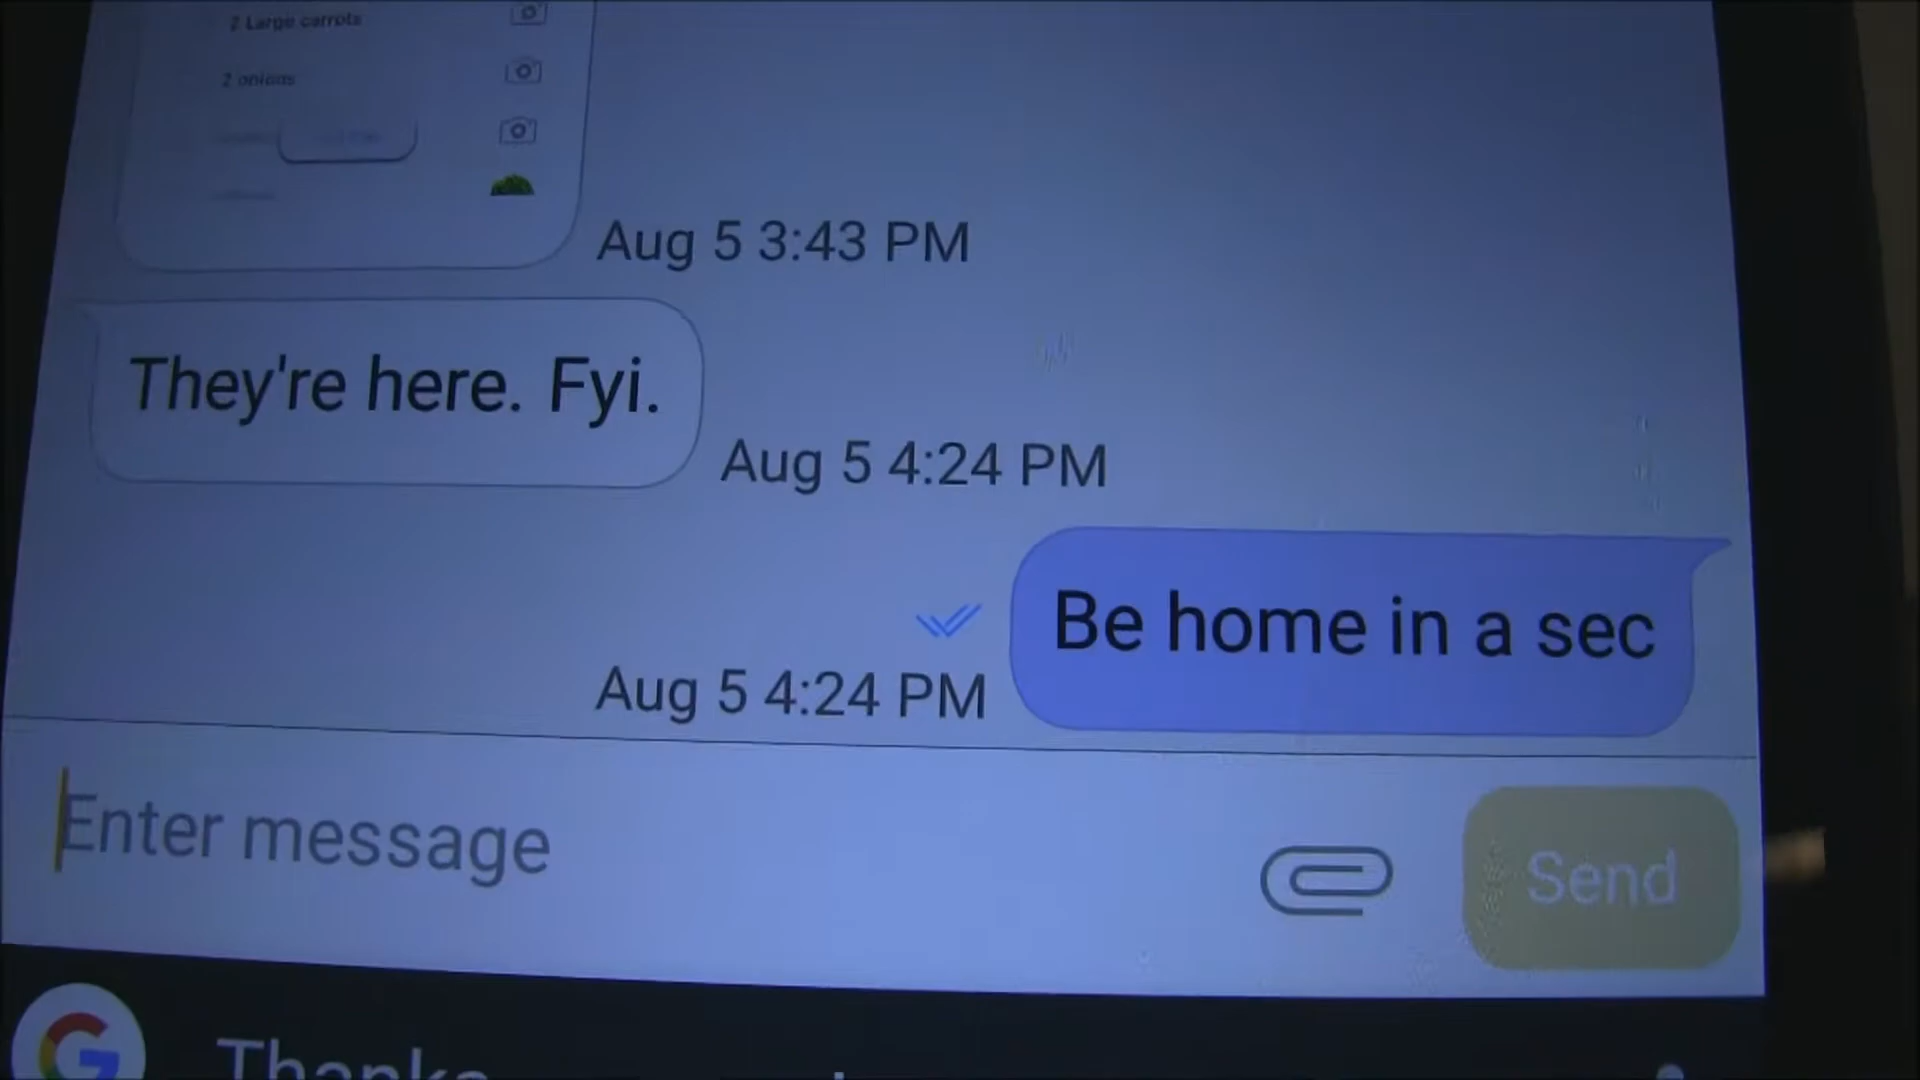 2 Large carrots
2 onions
Aug 5 3:43 PM
They're here. Fyi.
Aug 5 4:24 PM
Be home in a sec
Aug 5 4:24 PM
Enter message
Send
G
Thanks